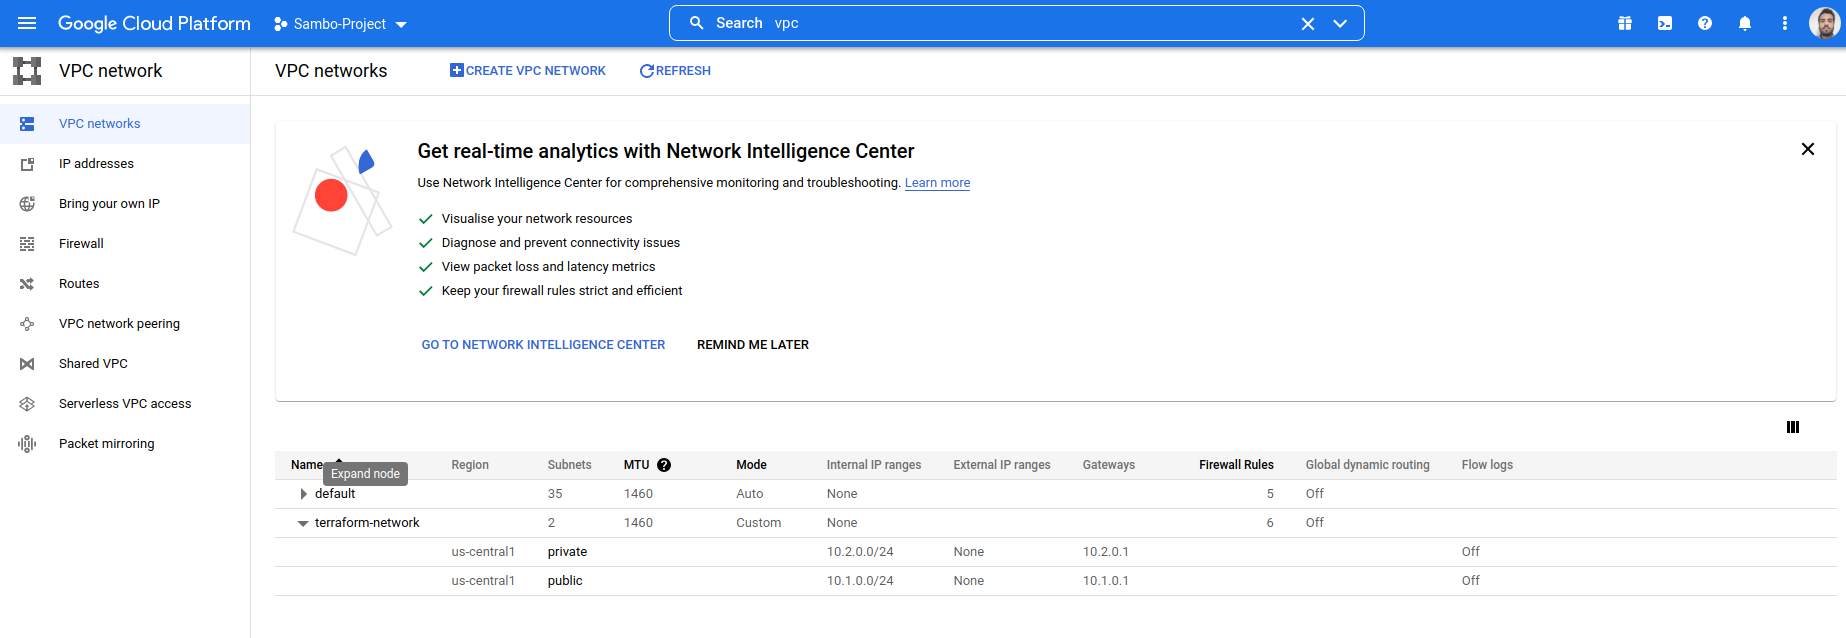 Google Cloud Platform Sambo-Project Search vpc
VPC network VPC networks CREATE VPC NETWORK REFRESH
VPC networks
IP addresses
Bring your own IP
Firewall
Routes
VPC network peering
Shared VPC
Serverless VPC access
Packet mirroring
Get real-time analytics with Network Intelligence Center
Use Network Intelligence Center for comprehensive monitoring and troubleshooting. Learn more
Visualise your network resources
Diagnose and prevent connectivity issues
View packet loss and latency metrics
Keep your firewall rules strict and efficient
GO TO NETWORK INTELLIGENCE CENTER REMIND ME LATER
Name Region Subnets MTU Mode Internal IP ranges External IP ranges Gateways Firewall Rules Global dynamic routing Flow logs
Expand node
default 35 1460 Auto None 5 Off
terraform-network 2 1460 Custom None 6 Off
us-central1 private 10.2.0.0/24 None 10.2.0.1 Off
us-central1 public 10.1.0.0/24 None 10.1.0.1 Off